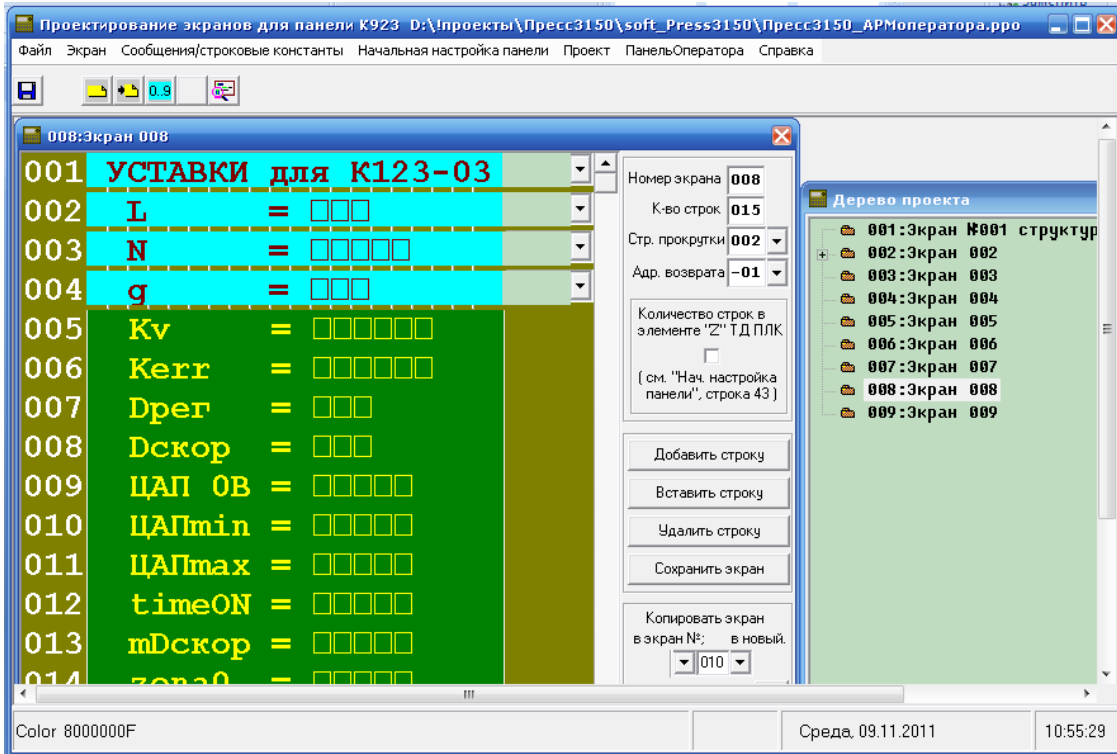 Проектирование экранов для панели К923 D:\!проекты\Пресс3150\soft_Press3150\Пресс3150_АРМоператора.ppo
Файл Экран Сообщения/строковые константы Начальная настройка панели Проект ПанельОператора Справка
0..9
008:Экран 008
001 УСТАВКИ для К123-03
002 L = □□□
003 N = □□□□□
004 g = □□□
005 Kv = □□□□□□
006 Kerr = □□□□□□
007 Dрег = □□□
008 Dскор = □□□
009 ЦАП 0В = □□□□□
010 ЦАПmin = □□□□□
011 ЦАПmax = □□□□□
012 timeON = □□□□□
013 mDскор = □□□□□
014 zona0 = □□□□□
Номер экрана 008
К-во строк 015
Стр. прокрутки 002
Адр. возврата -01
Количество строк в
элементе "Z" ТД ПЛК
( см. "Нач. настройка
панели", строка 43 )
Добавить строку
Вставить строку
Удалить строку
Сохранить экран
Копировать экран
в экран №; в новый.
010
Дерево проекта
001:Экран №001 структур
002:Экран 002
003:Экран 003
004:Экран 004
005:Экран 005
006:Экран 006
007:Экран 007
008:Экран 008
009:Экран 009
Color 8000000F
Среда, 09.11.2011
10:55:29